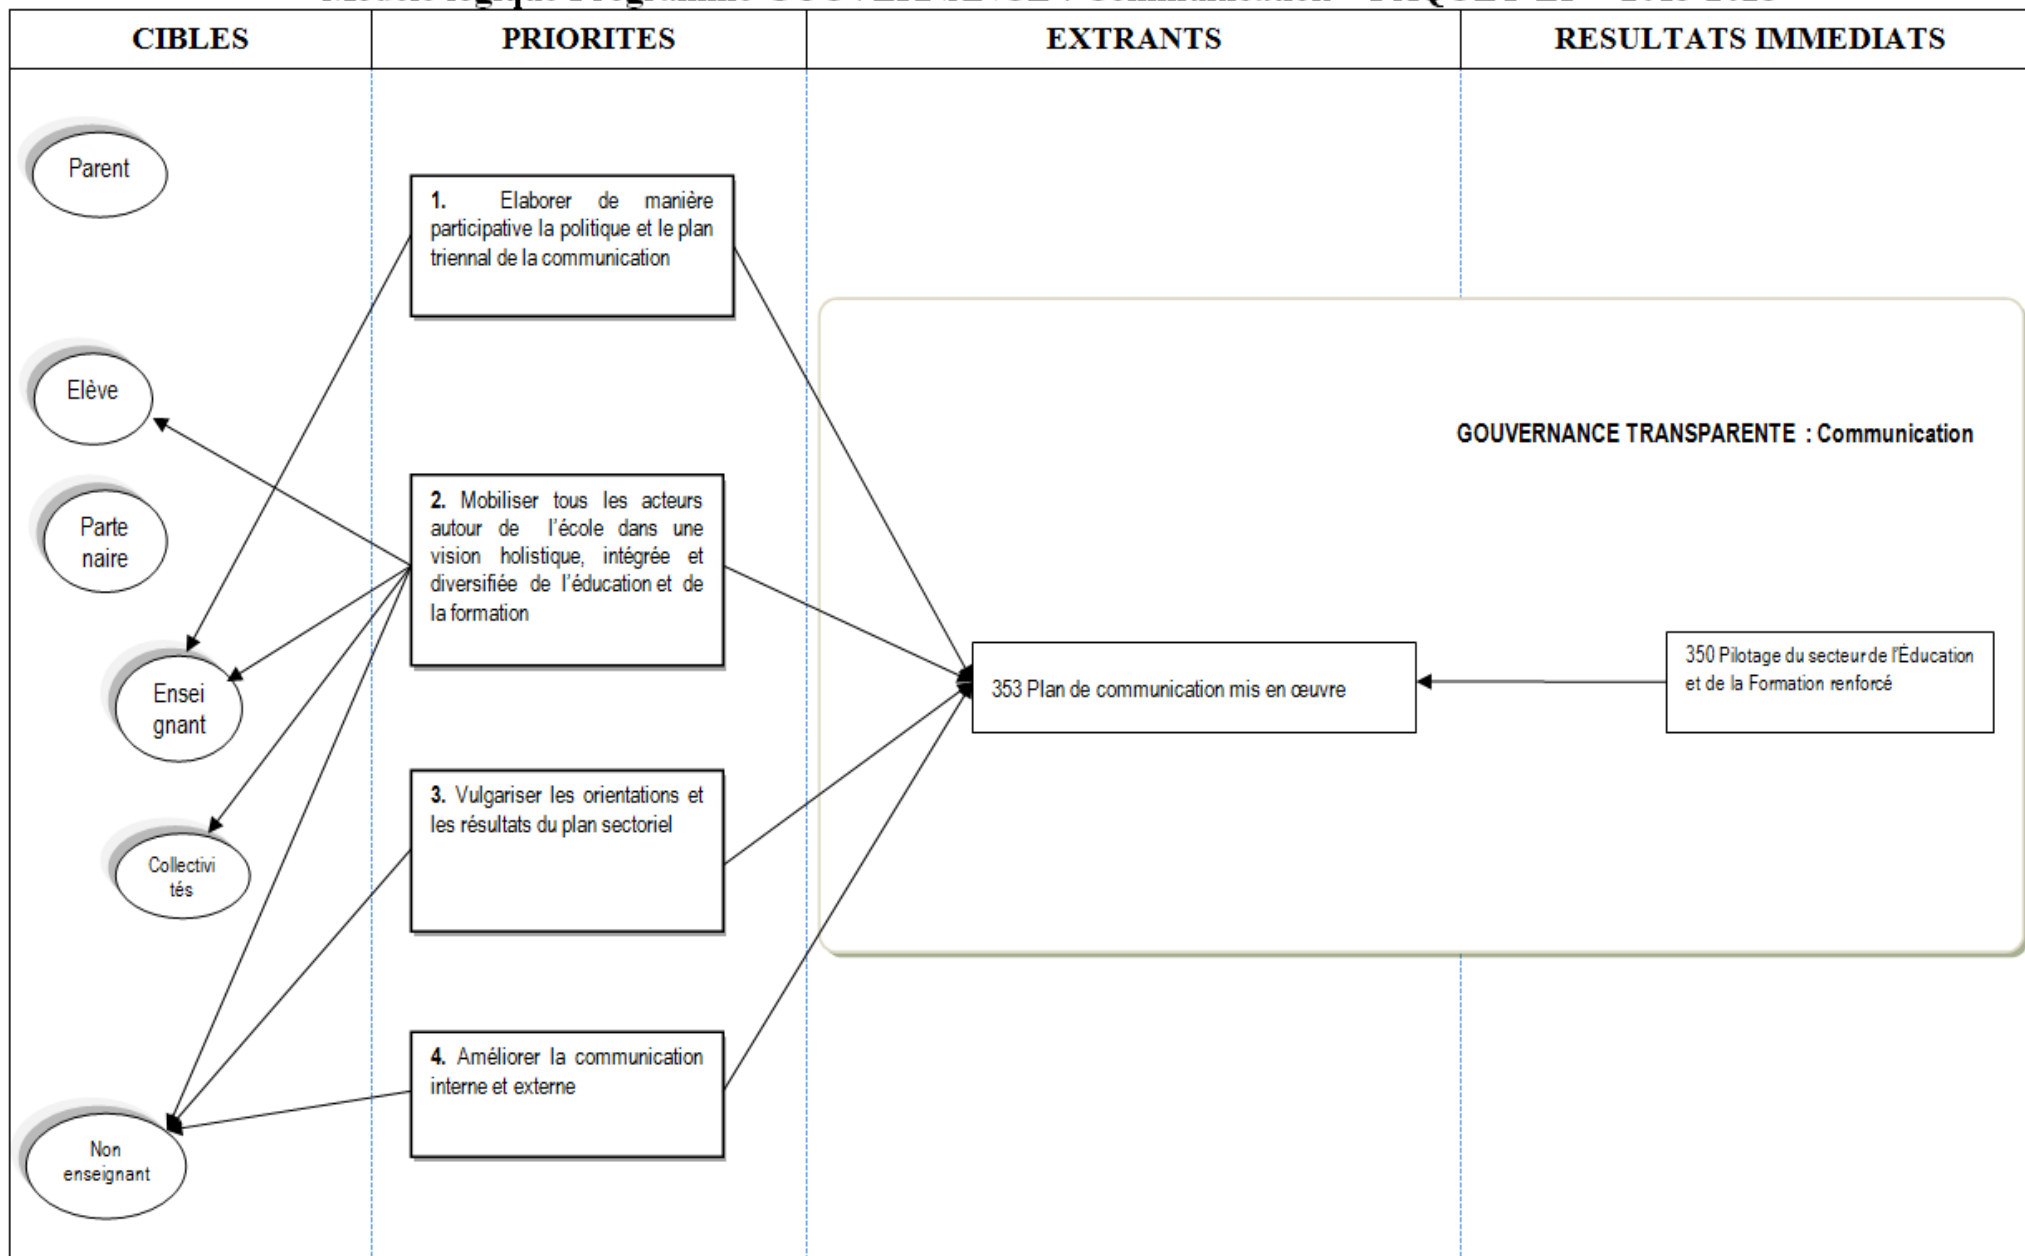 CIBLES
PRIORITES
EXTRANTS
RESULTATS IMMEDIATS
Parent
Elève
Parte
naire
Ensei
gnant
Collectivi
tés
Non
enseignant
1. Elaborer de manière
participative la politique et le plan
triennal de la communication
2. Mobiliser tous les acteurs
autour de l’école dans une
vision holistique, intégrée et
diversifiée de l’éducation et de
la formation
3. Vulgariser les orientations et
les résultats du plan sectoriel
4. Améliorer la communication
interne et externe
353 Plan de communication mis en œuvre
GOUVERNANCE TRANSPARENTE : Communication
350 Pilotage du secteur de l’Éducation
et de la Formation renforcé